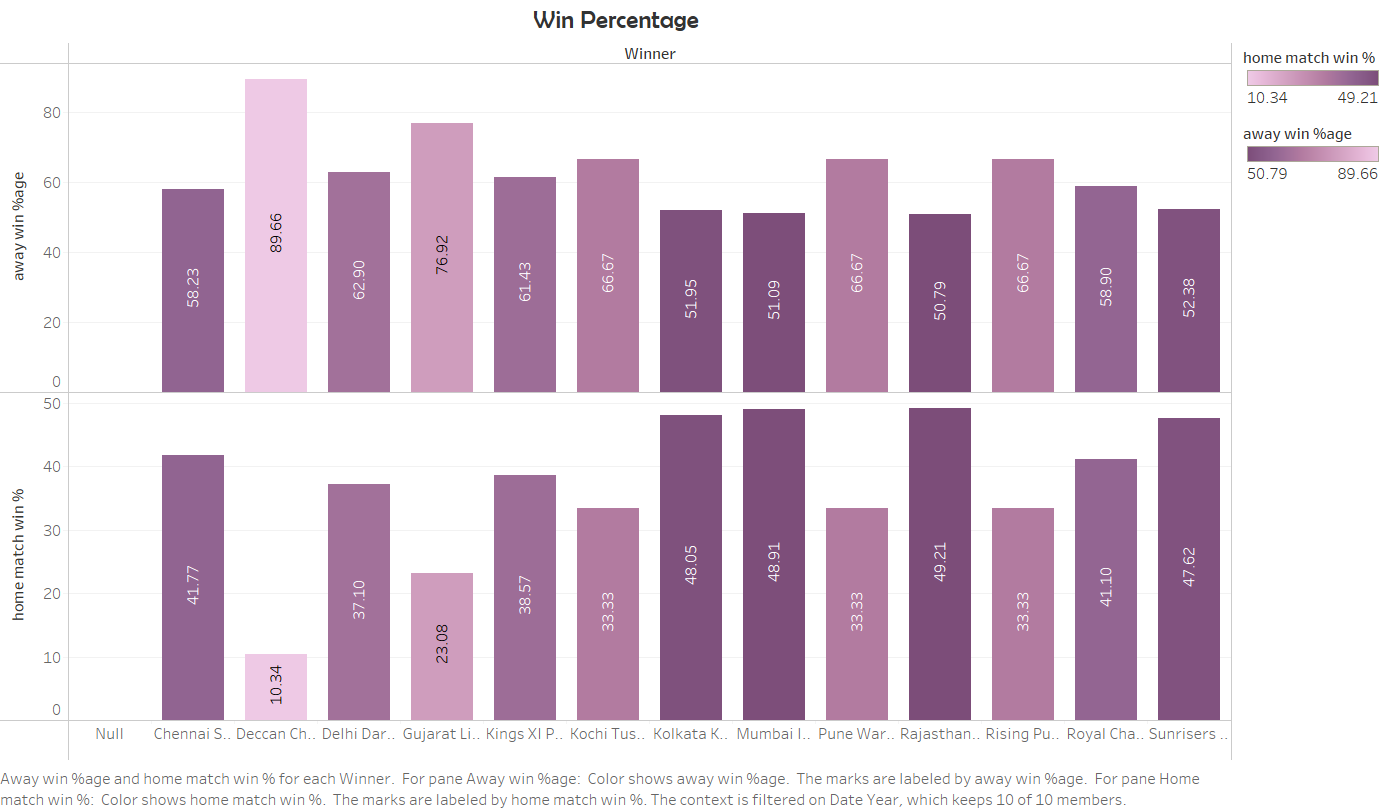 Win Percentage
Winner
home match win %
10.34 49.21
away win %age
50.79 89.66
away win %age
80
60
40
20
0
58.23 89.66 62.90 76.92 61.43 66.67 51.95 51.09 66.67 50.79 66.67 58.90 52.38
home match win %
50
40
30
20
10
0
41.77 10.34 37.10 23.08 38.57 33.33 48.05 48.91 33.33 49.21 33.33 41.10 47.62
Null Chennai S.. Deccan Ch.. Delhi Dar.. Gujarat Li.. Kings XI P.. Kochi Tus.. Kolkata K.. Mumbai I.. Pune War.. Rajasthan.. Rising Pu.. Royal Cha.. Sunrisers ..
Away win %age and home match win % for each Winner.  For pane Away win %age:  Color shows away win %age.  The marks are labeled by away win %age.  For pane Home
match win %:  Color shows home match win %.  The marks are labeled by home match win %. The context is filtered on Date Year, which keeps 10 of 10 members.